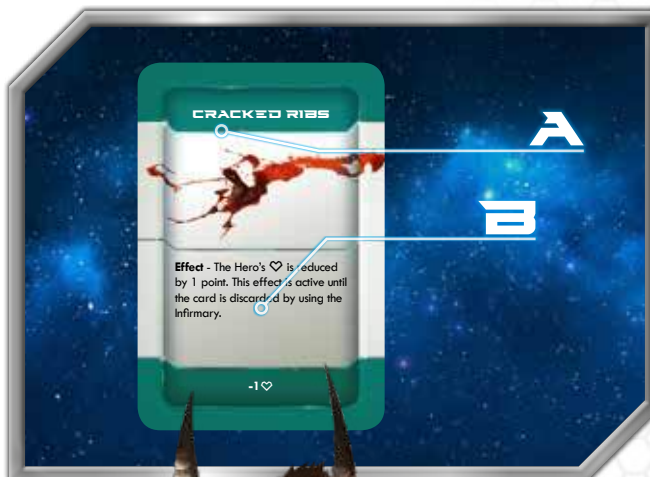 CRACKED RIBS
A
B
Effect - The Hero's ♡ is reduced
by 1 point. This effect is active until
the card is discarded by using the
Infirmary.
-1♡